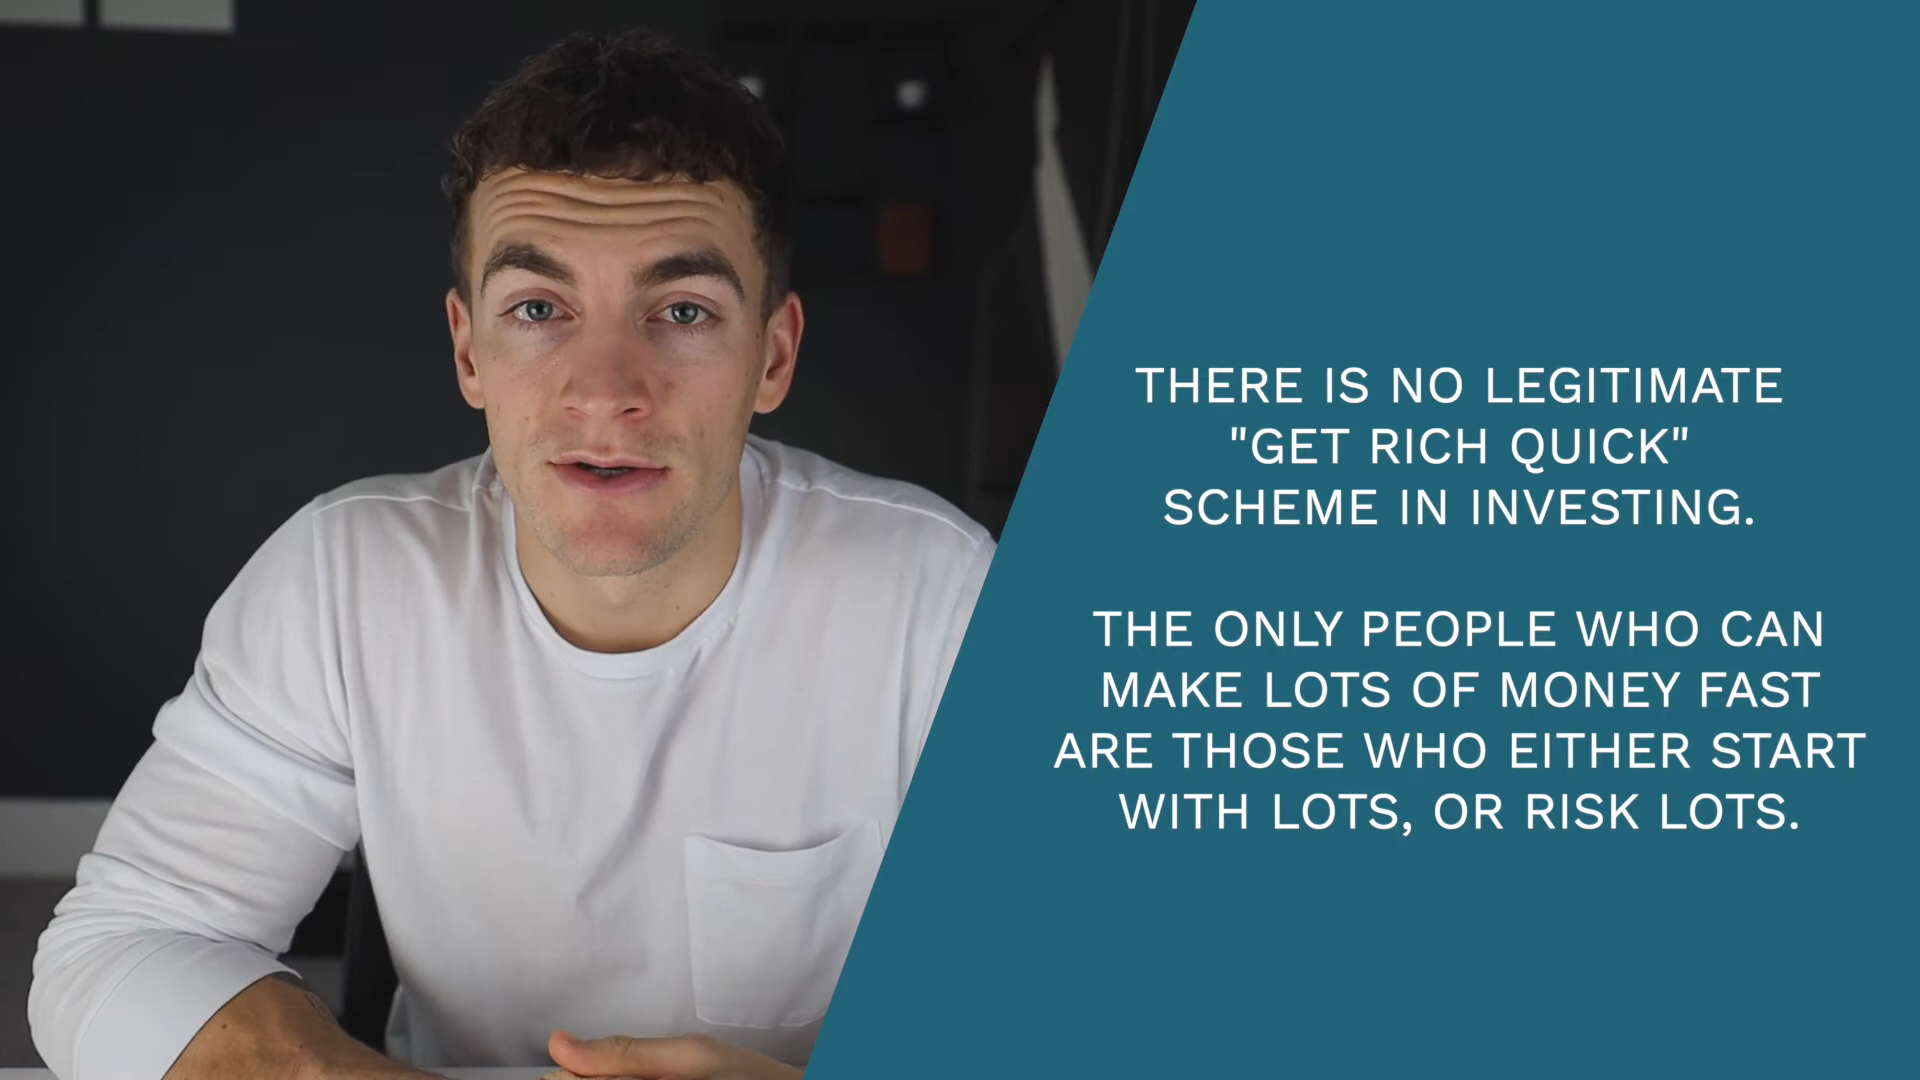 THERE IS NO LEGITIMATE
"GET RICH QUICK"
SCHEME IN INVESTING.
THE ONLY PEOPLE WHO CAN
MAKE LOTS OF MONEY FAST
ARE THOSE WHO EITHER START
WITH LOTS, OR RISK LOTS.